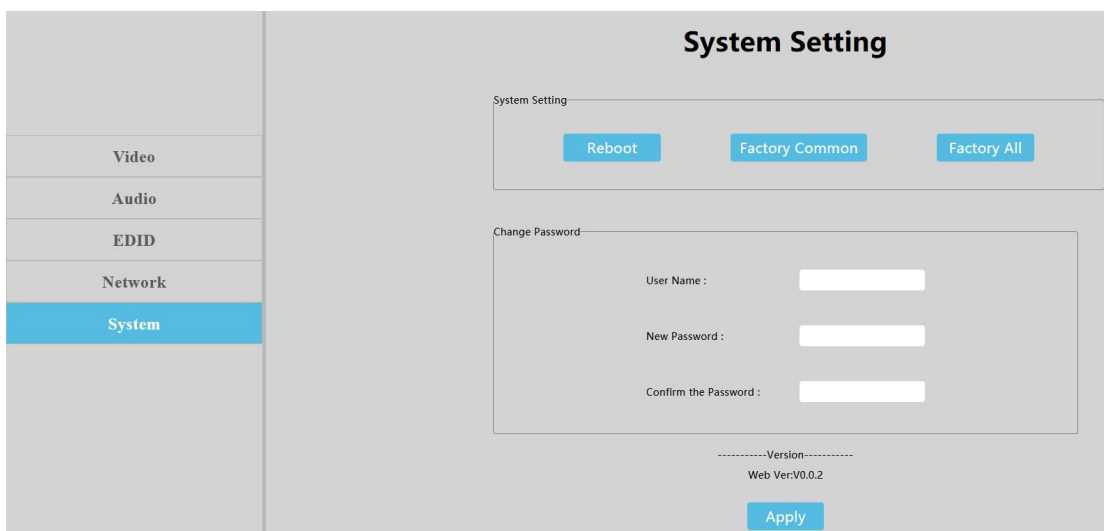 System Setting
Video
Audio
EDID
Network
System
System Setting
Reboot Factory Common Factory All
Change Password
User Name :
New Password :
Confirm the Password :
-----------Version-----------
Web Ver:V0.0.2
Apply